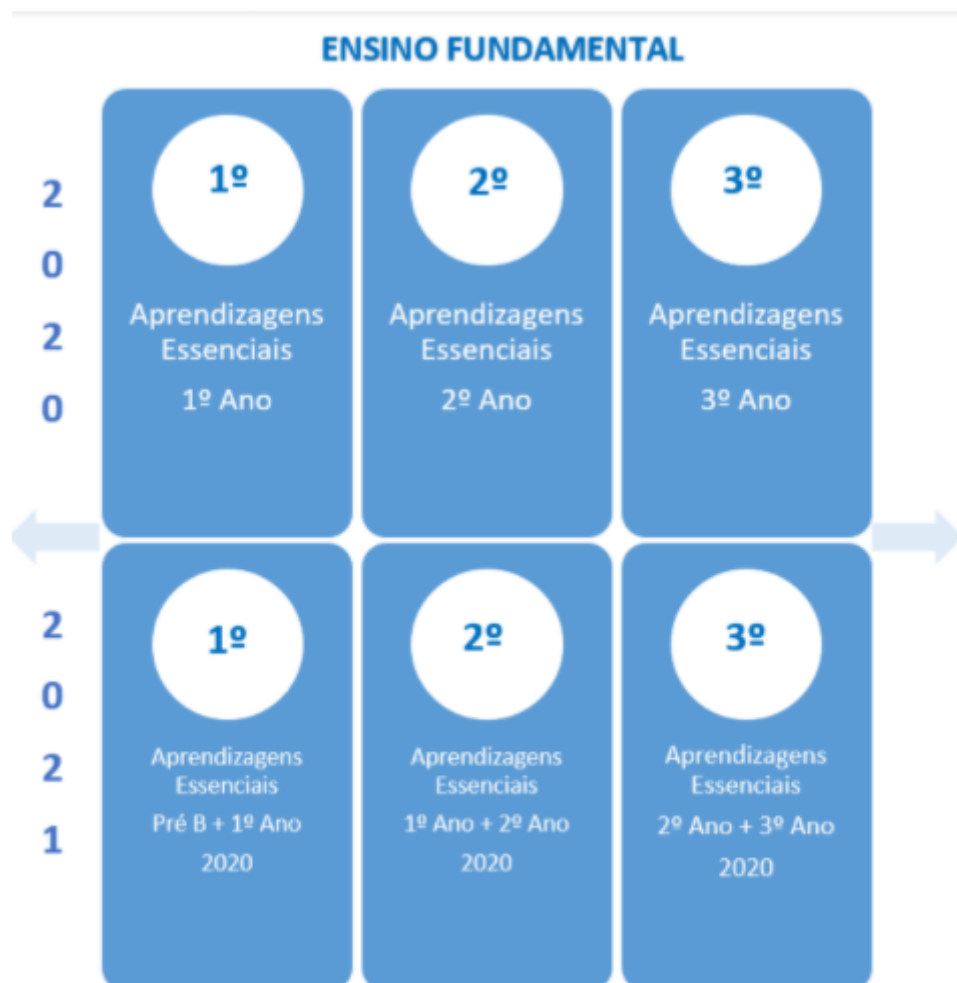 ENSINO FUNDAMENTAL
2
0
2
0
1º
Aprendizagens
Essenciais
1º Ano
2º
Aprendizagens
Essenciais
2º Ano
3º
Aprendizagens
Essenciais
3º Ano
2
0
2
1
1º
Aprendizagens
Essenciais
Pré B + 1º Ano
2020
2º
Aprendizagens
Essenciais
1º Ano + 2º Ano
2020
3º
Aprendizagens
Essenciais
2º Ano + 3º Ano
2020